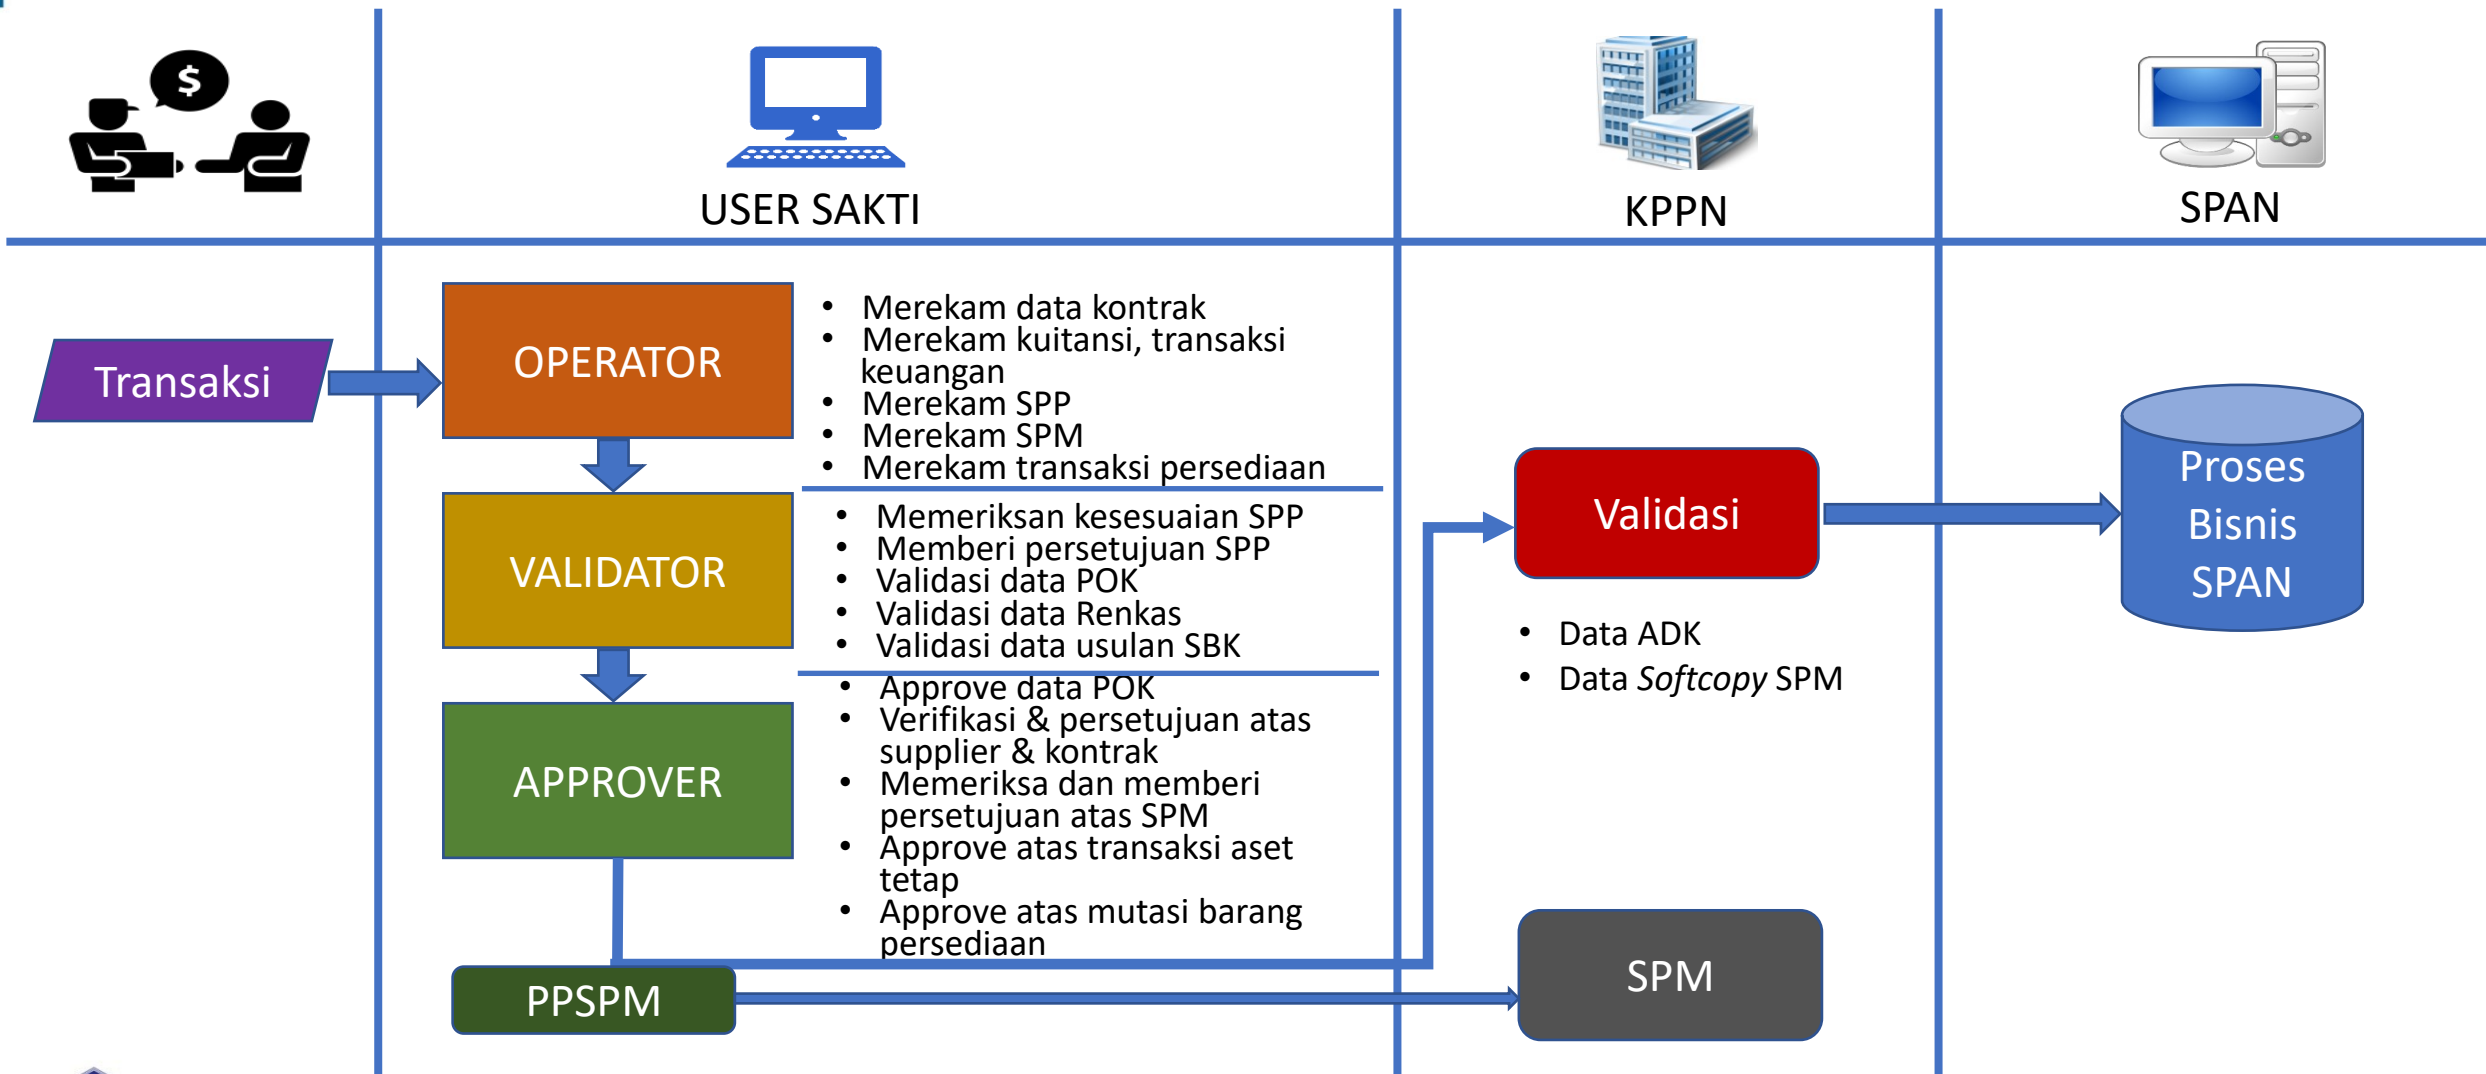 $
USER SAKTI
KPPN
SPAN
Transaksi
OPERATOR
• Merekam data kontrak
• Merekam kuitansi, transaksi
keuangan
• Merekam SPP
• Merekam SPM
• Merekam transaksi persediaan
VALIDATOR
• Memeriksan kesesuaian SPP
• Memberi persetujuan SPP
• Validasi data POK
• Validasi data Renkas
• Validasi data usulan SBK
APPROVER
• Approve data POK
• Verifikasi & persetujuan atas
supplier & kontrak
• Memeriksa dan memberi
persetujuan atas SPM
• Approve atas transaksi aset
tetap
• Approve atas mutasi barang
persediaan
PPSPM
Validasi
• Data ADK
• Data Softcopy SPM
SPM
Proses
Bisnis
SPAN